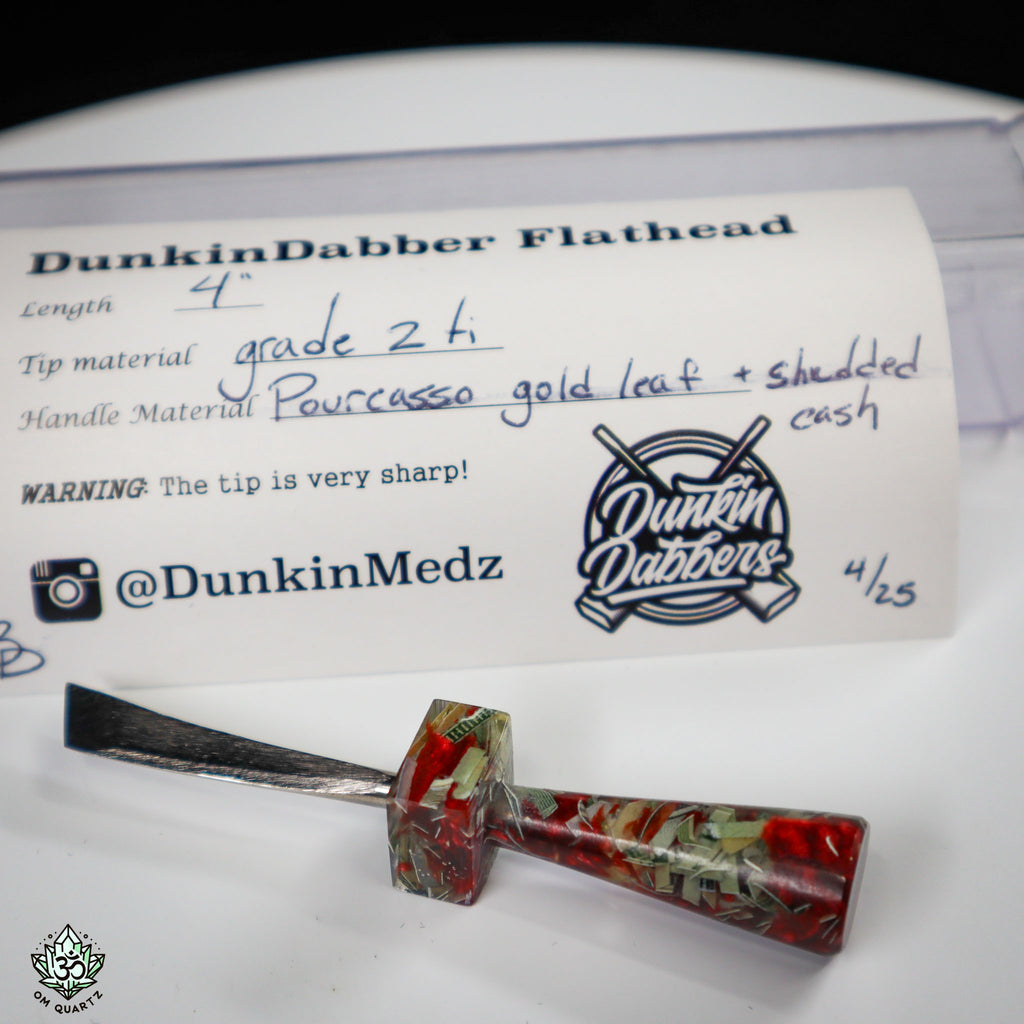 DunkinDabber Flathead
Length 4"
Tip material grade 2 ti
Handle Material Pourcasso gold leaf + shredded
cash
WARNING: The tip is very sharp!
Dunkin
Dabbers
@DunkinMedz
4/25
OM QUARTZ